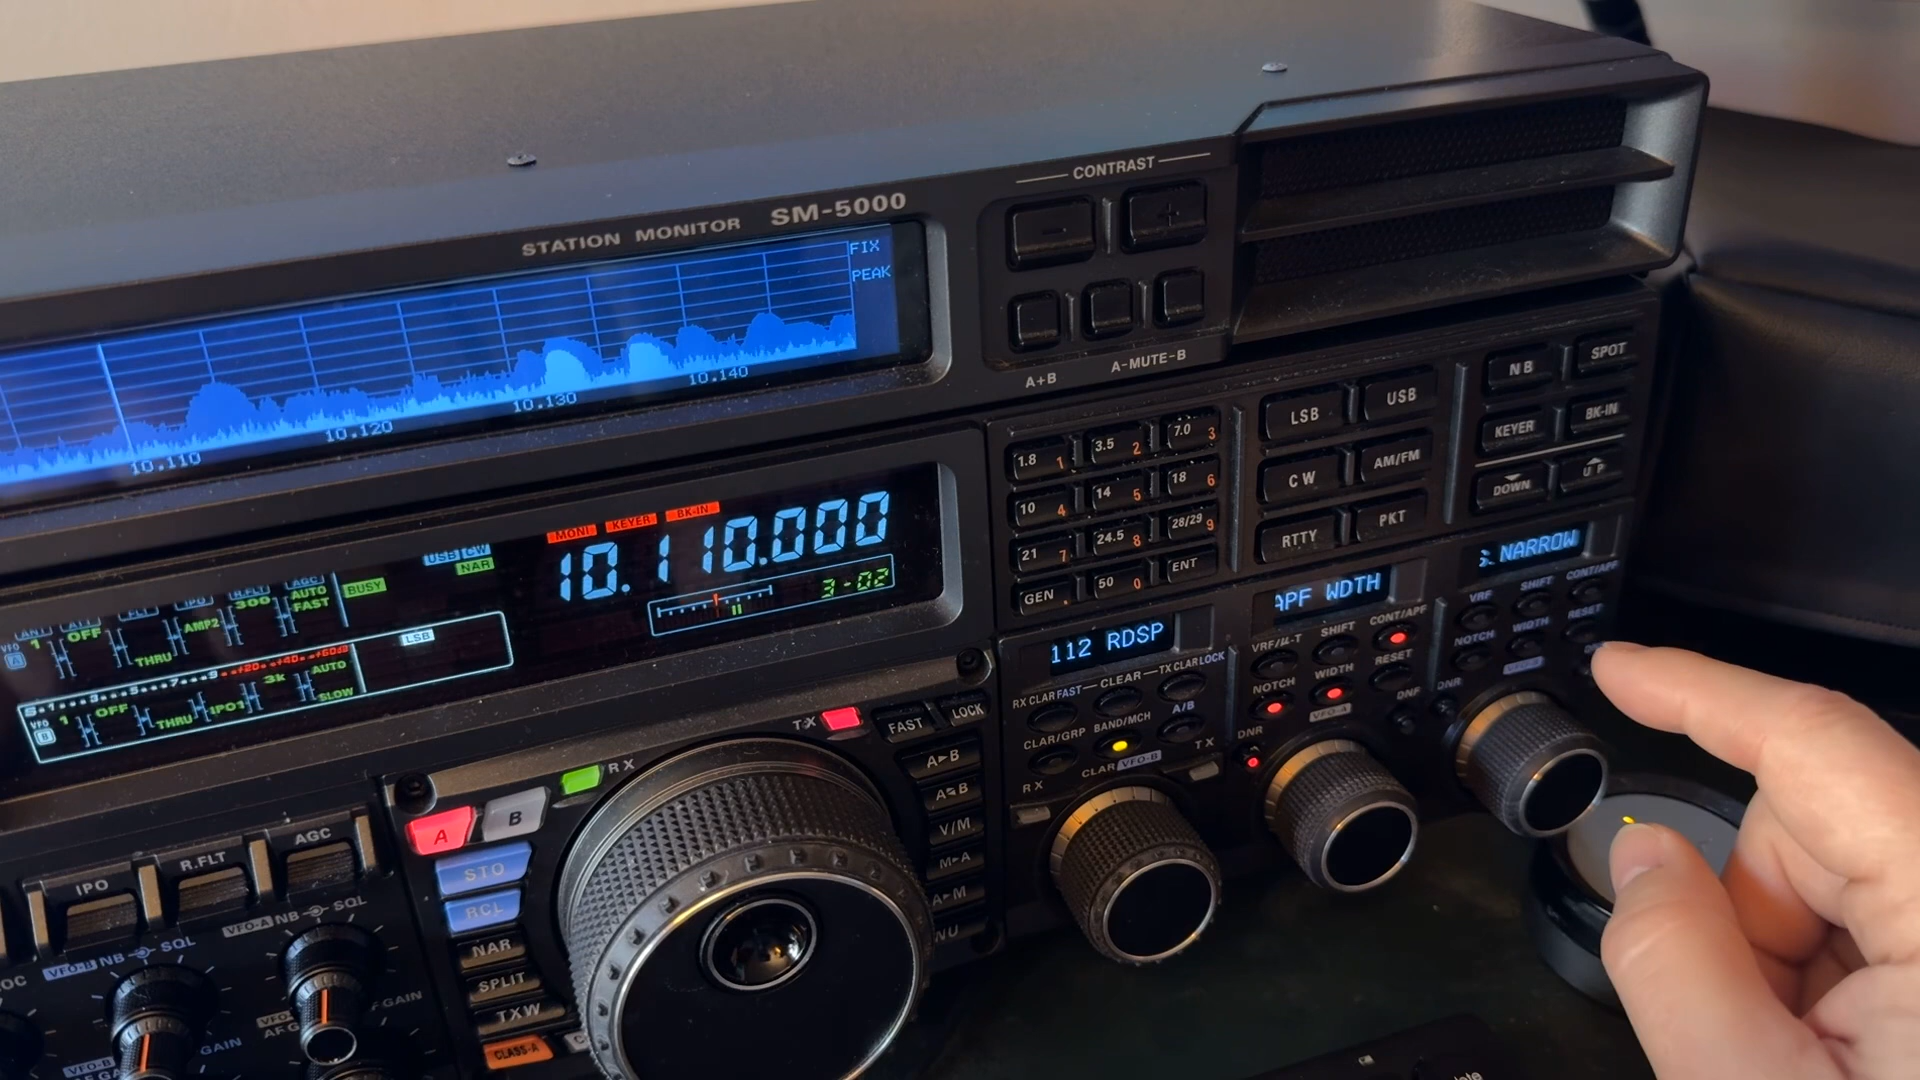 CONTRAST
STATION MONITOR SM-5000
- +
FIX
PEAK
10.110 10.120 10.130 10.140
A+B A-MUTE-B
1.8 1 3.5 2 7.0 3
10 4 14 5 18 6
21 7 24.5 8 28/29 9
GEN . 50 0 ENT
LSB USB
CW AM/FM
RTTY PKT
NB SPOT
KEYER BK-IN
DOWN UP
MONI KEYER BK-IN
10.110.000
3-02
USB CW
NAR
BUSY
ANT ATT FLT IPO R.FLT AGC
VFO A 1 OFF THRU AMP2 300 AUTO FAST
S 1 3 5 7 9 +20 +40 +60dB
VFO B 1 OFF THRU IPO1 3k AUTO SLOW
LSB
112 RDSP
APF WDTH
NARROW
RX CLAR FAST CLEAR TX CLAR LOCK
CLAR/GRP BAND/MCH A/B
RX CLAR VFO-B TX
VRF/µ-T SHIFT CONT/APF
NOTCH WIDTH RESET
DNR VFO-A DNF
VRF SHIFT CONT/APF
NOTCH WIDTH RESET
DNR VFO-B
TX FAST LOCK
RX
A B
STO
RCL
NAR
SPLIT
TXW
CLASS-A
A▶B
A◀B
V/M
M▶A
A▶M
IPO R.FLT AGC
VFO-B NB SQL VFO-A NB SQL
AF GAIN
GAIN
VFO-B